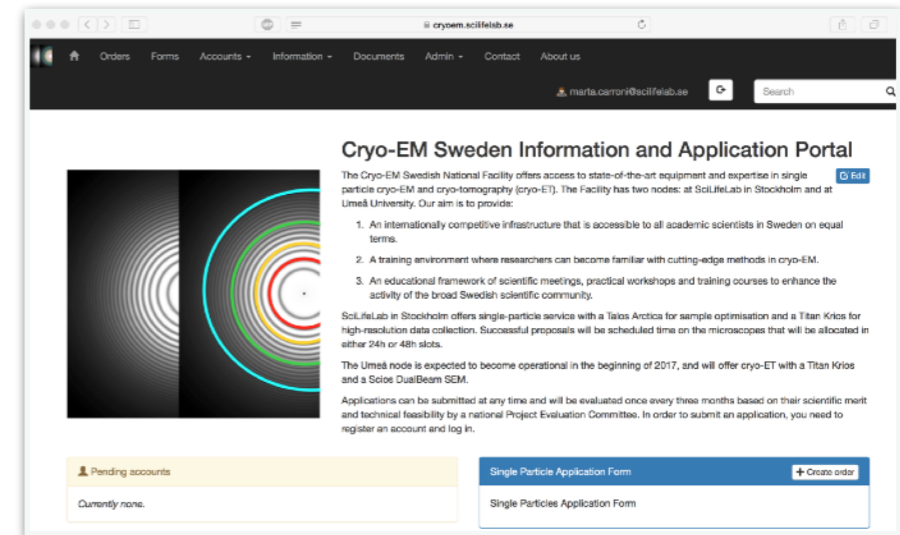 cryoem.scilifelab.se
Orders Forms Accounts Information Documents Admin Contact About us
marta.carroni@scilifelab.se Search
Cryo-EM Sweden Information and Application Portal
The Cryo-EM Swedish National Facility offers access to state-of-the-art equipment and expertise in single Edit
particle cryo-EM and cryo-tomography (cryo-ET). The Facility has two nodes: at SciLifeLab in Stockholm and at
Umeå University. Our aim is to provide:
1. An internationally competitive infrastructure that is accessible to all academic scientists in Sweden on equal
terms.
2. A training environment where researchers can become familiar with cutting-edge methods in cryo-EM.
3. An educational framework of scientific meetings, practical workshops and training courses to enhance the
activity of the broad Swedish scientific community.
SciLifeLab in Stockholm offers single-particle service with a Talos Arctica for sample optimisation and a Titan Krios for
high-resolution data collection. Successful proposals will be scheduled time on the microscopes that will be allocated in
either 24h or 48h slots.
The Umeå node is expected to become operational in the beginning of 2017, and will offer cryo-ET with a Titan Krios
and a Scios DualBeam SEM.
Applications can be submitted at any time and will be evaluated once every three months based on their scientific merit
and technical feasibility by a national Project Evaluation Committee. In order to submit an application, you need to
register an account and log in.
Pending accounts
Currently none.
Single Particle Application Form + Create order
Single Particles Application Form